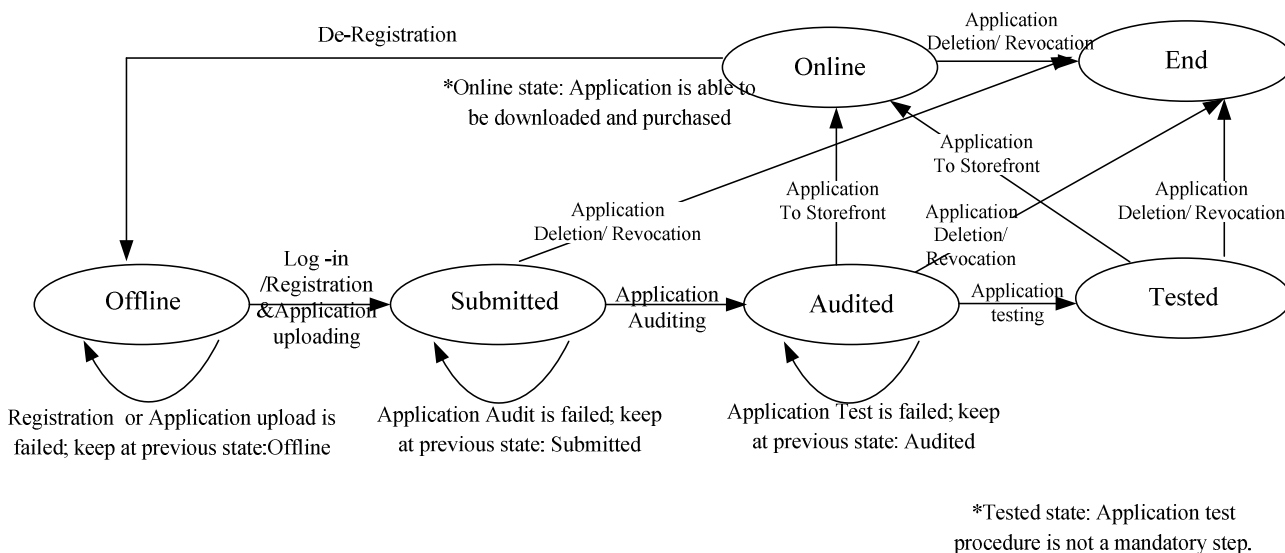 De-Registration
Application
Deletion/ Revocation
Online
End
*Online state: Application is able to
be downloaded and purchased
Application
To Storefront
Application
To Storefront
Application
Deletion/ Revocation
Application
Deletion/
Revocation
Application
Deletion/ Revocation
Offline
Log -in
/Registration
&Application
uploading
Submitted
Application
Auditing
Audited
Application
testing
Tested
Registration or Application upload is
failed; keep at previous state:Offline
Application Audit is failed; keep
at previous state: Submitted
Application Test is failed; keep
at previous state: Audited
*Tested state: Application test
procedure is not a mandatory step.